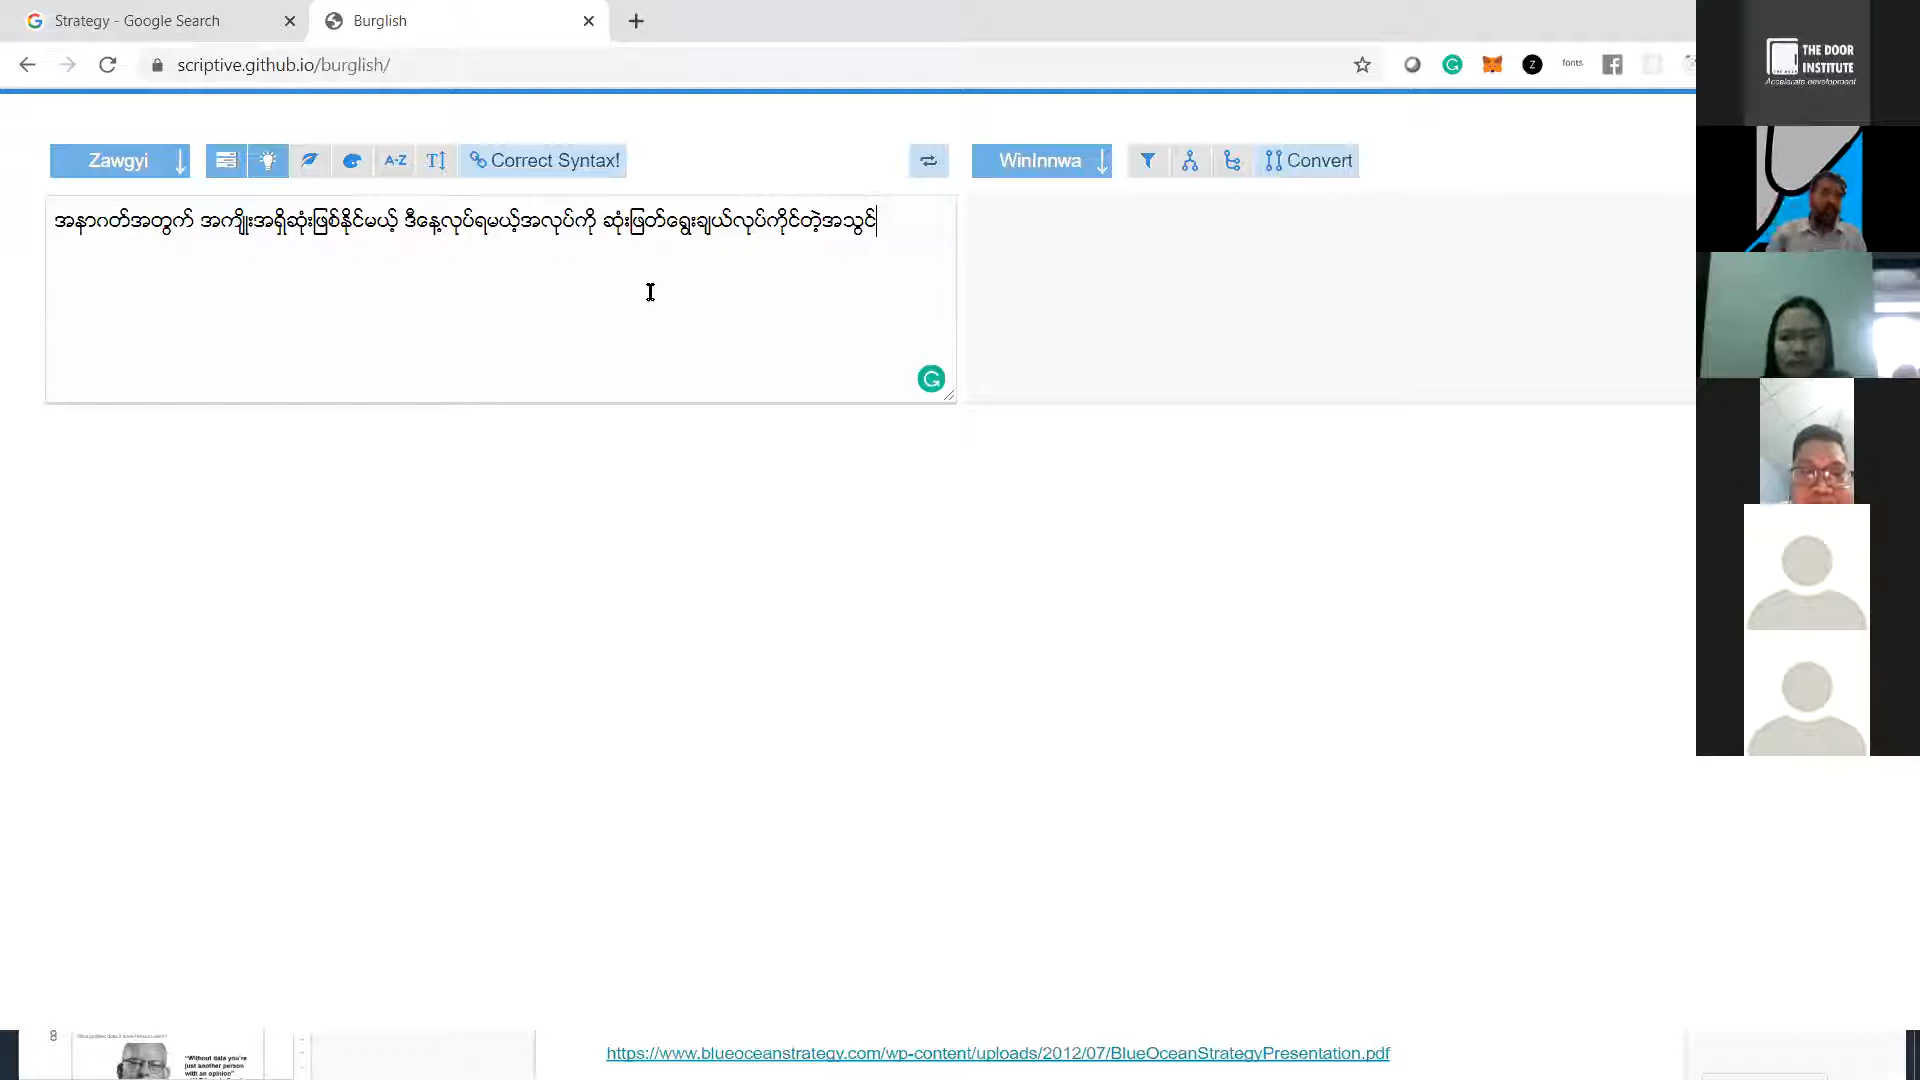 Strategy - Google Search
Burglish
scriptive.github.io/burglish/
fonts
THE DOOR
INSTITUTE
Accelerate development
Zawgyi
A-Z
Correct Syntax!
WinInnwa
Convert
အနာဂတ်အတွက် အကျိုးအရှိဆုံးဖြစ်နိုင်မယ့် ဒီနေ့လုပ်ရမယ့်အလုပ်ကို ဆုံးဖြတ်ရွေးချယ်လုပ်ကိုင်တဲ့အသွင်
8
"Without data you're
just another person
with an opinion"
https://www.blueoceanstrategy.com/wp-content/uploads/2012/07/BlueOceanStrategyPresentation.pdf